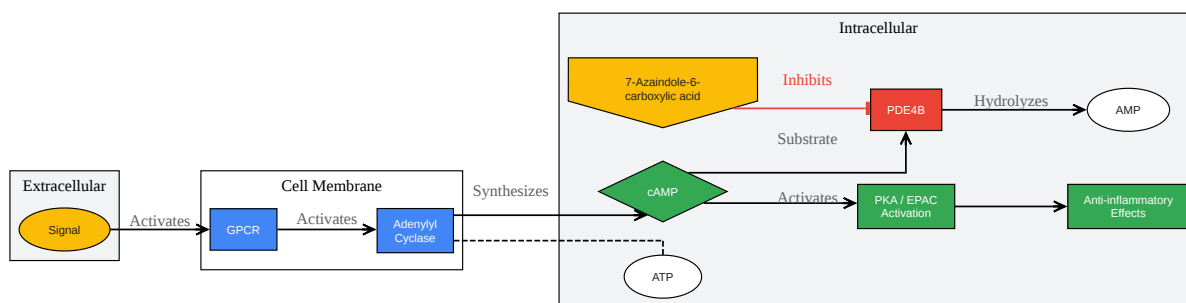 Intracellular
7-Azaindole-6-
carboxylic acid
Inhibits
PDE4B
Hydrolyzes
AMP
Substrate
Extracellular
Signal
Activates
Cell Membrane
GPCR
Activates
Adenylyl
Cyclase
Synthesizes
cAMP
Activates
PKA / EPAC
Activation
Anti-inflammatory
Effects
ATP